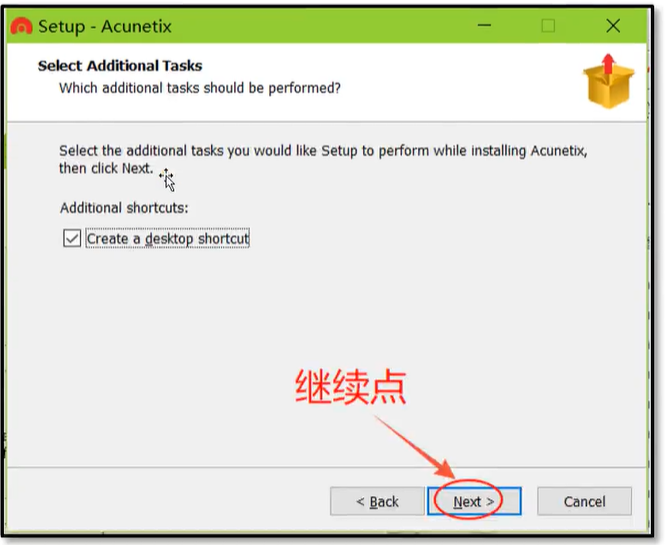 Setup - Acunetix
Select Additional Tasks
Which additional tasks should be performed?
Select the additional tasks you would like Setup to perform while installing Acunetix,
then click Next.
Additional shortcuts:
Create a desktop shortcut
继续点
< Back
Next >
Cancel